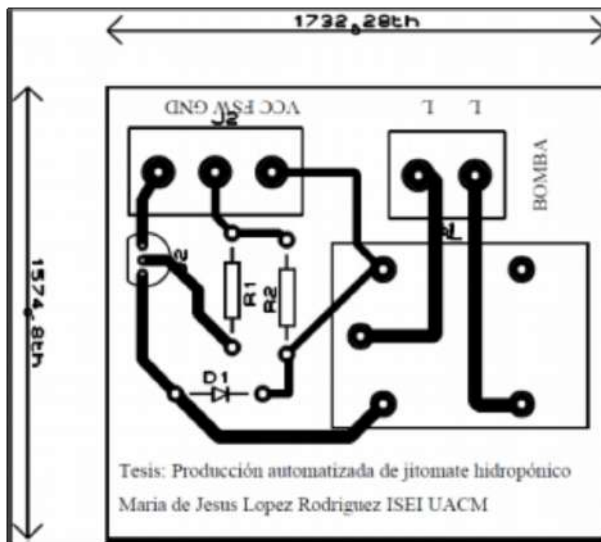 1732.28th
1574.8th
VCC FSW GND
J2
L L
BOMBA
R1
R2
D1
Tesis: Producción automatizada de jitomate hidropónico
Maria de Jesus Lopez Rodriguez ISEI UACM